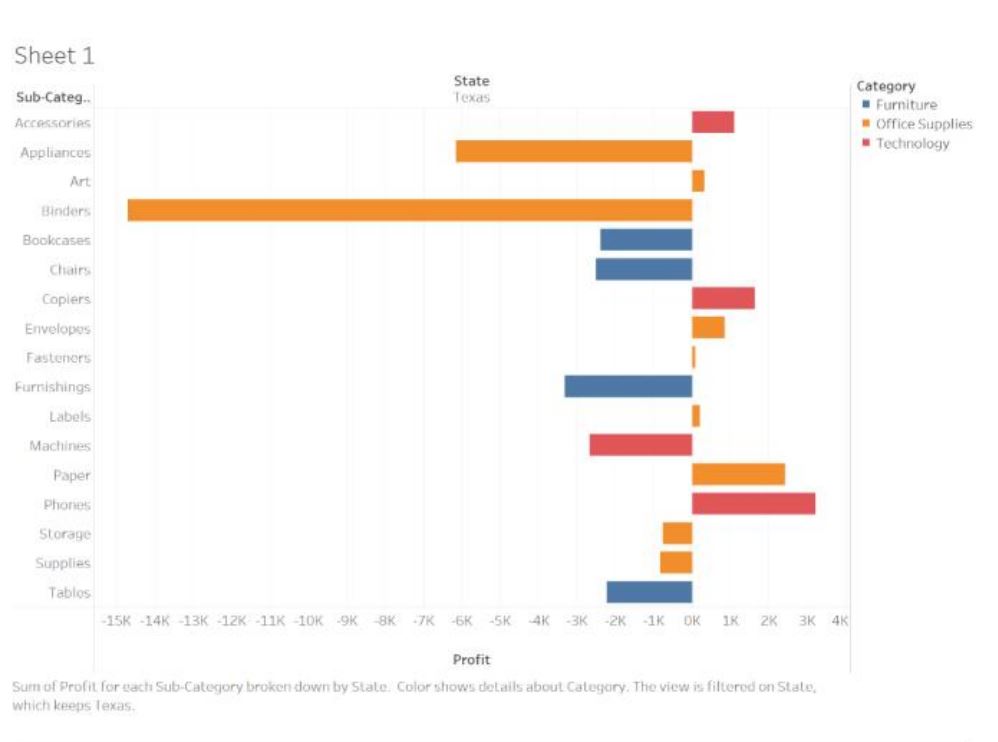 Sheet 1
State
Sub-Categ..
Texas
Category
Furniture
Office Supplies
Technology
Accessories
Appliances
Art
Binders
Bookcases
Chairs
Copiers
Envelopes
Fasteners
Furnishings
Labels
Machines
Paper
Phones
Storage
Supplies
Tables
-15K -14K -13K -12K -11K -10K -9K -8K -7K -6K -5K -4K -3K -2K -1K 0K 1K 2K 3K 4K
Profit
Sum of Profit for each Sub-Category broken down by State.  Color shows details about Category. The view is filtered on State,
which keeps Texas.